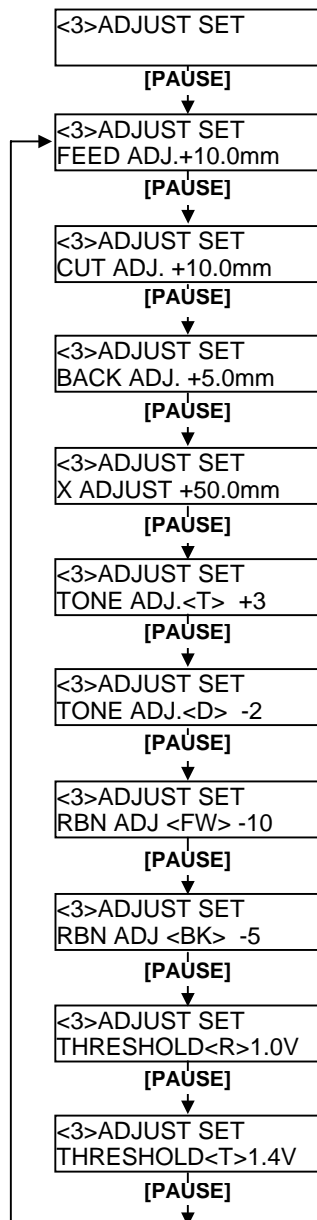 <3>ADJUST SET
[PAUSE]
<3>ADJUST SET
FEED ADJ.+10.0mm
[PAUSE]
<3>ADJUST SET
CUT ADJ. +10.0mm
[PAUSE]
<3>ADJUST SET
BACK ADJ. +5.0mm
[PAUSE]
<3>ADJUST SET
X ADJUST +50.0mm
[PAUSE]
<3>ADJUST SET
TONE ADJ.<T> +3
[PAUSE]
<3>ADJUST SET
TONE ADJ.<D> -2
[PAUSE]
<3>ADJUST SET
RBN ADJ <FW> -10
[PAUSE]
<3>ADJUST SET
RBN ADJ <BK> -5
[PAUSE]
<3>ADJUST SET
THRESHOLD<R>1.0V
[PAUSE]
<3>ADJUST SET
THRESHOLD<T>1.4V
[PAUSE]